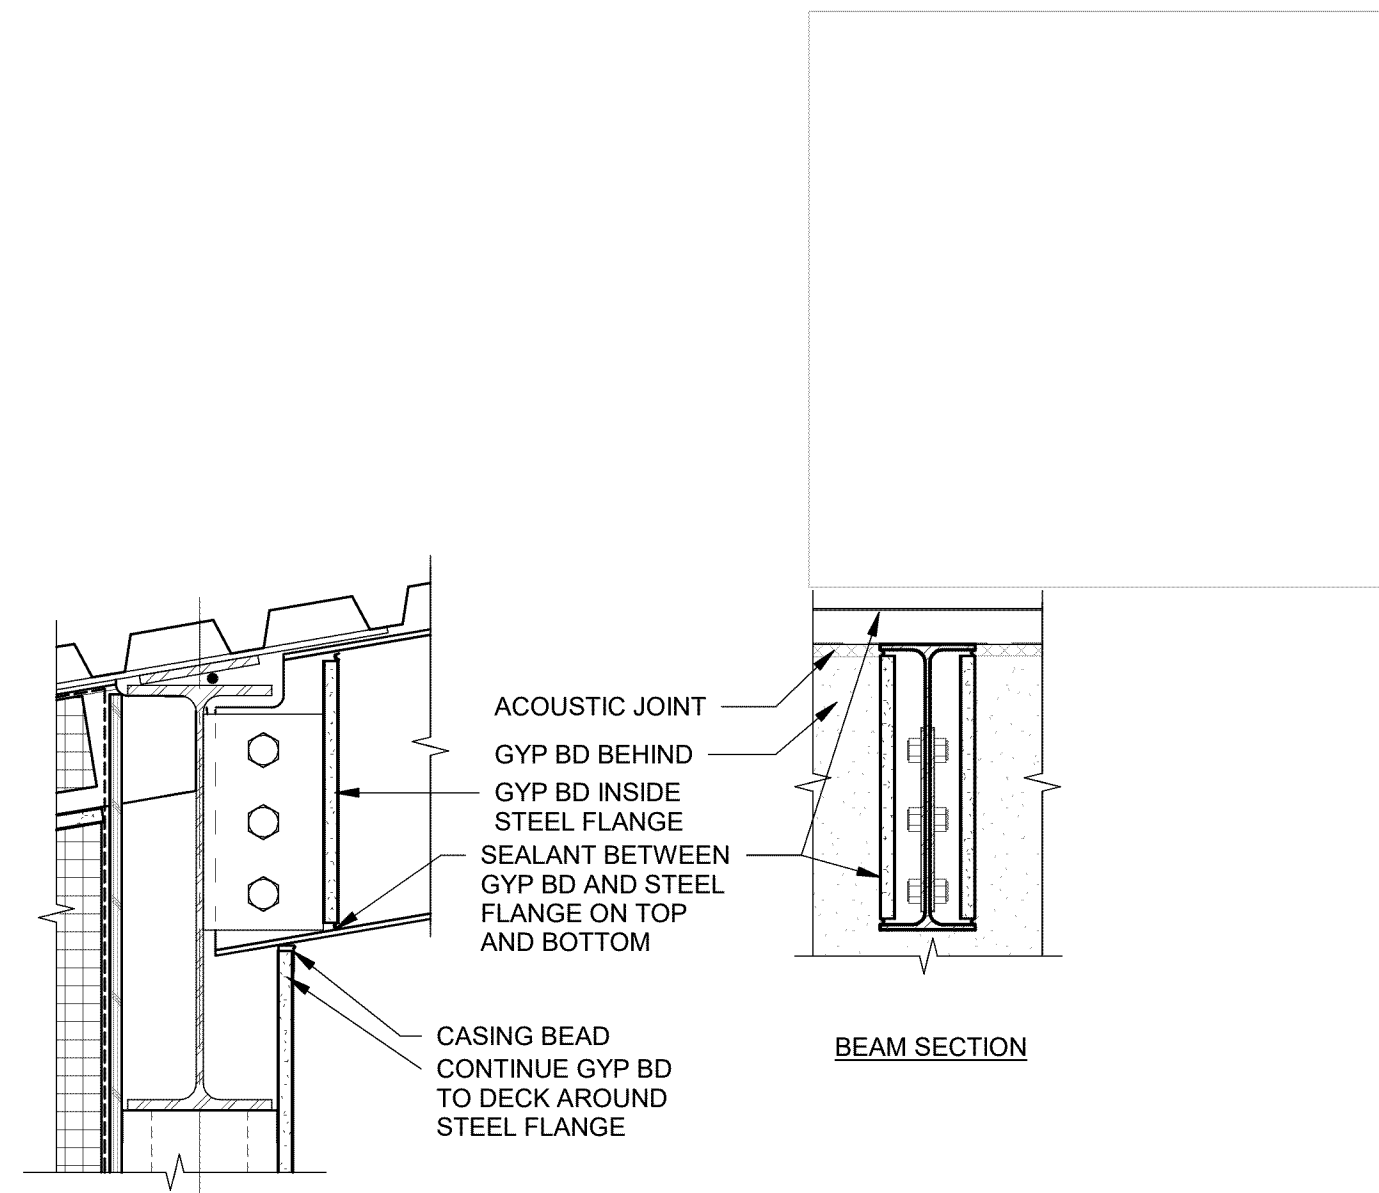 ACOUSTIC JOINT
GYP BD BEHIND
GYP BD INSIDE
STEEL FLANGE
SEALANT BETWEEN
GYP BD AND STEEL
FLANGE ON TOP
AND BOTTOM
CASING BEAD
CONTINUE GYP BD
TO DECK AROUND
STEEL FLANGE
BEAM SECTION